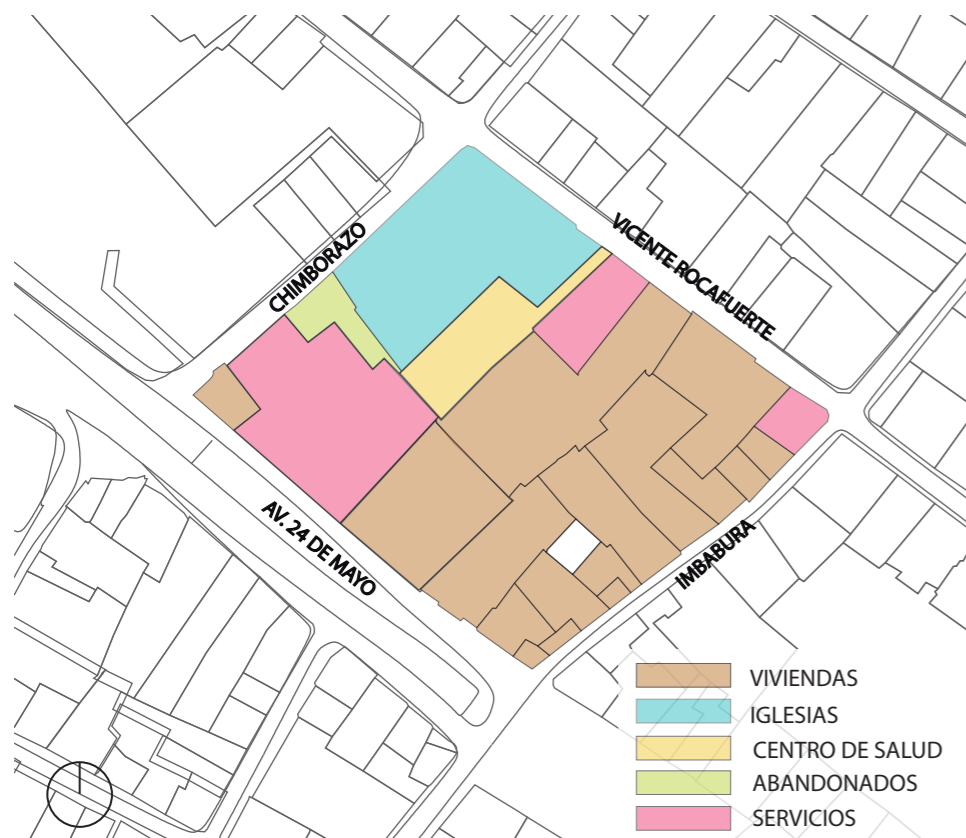 CHIMBORAZO
VICENTE ROCAFUERTE
AV. 24 DE MAYO
IMBABURA
VIVIENDAS
IGLESIAS
CENTRO DE SALUD
ABANDONADOS
SERVICIOS